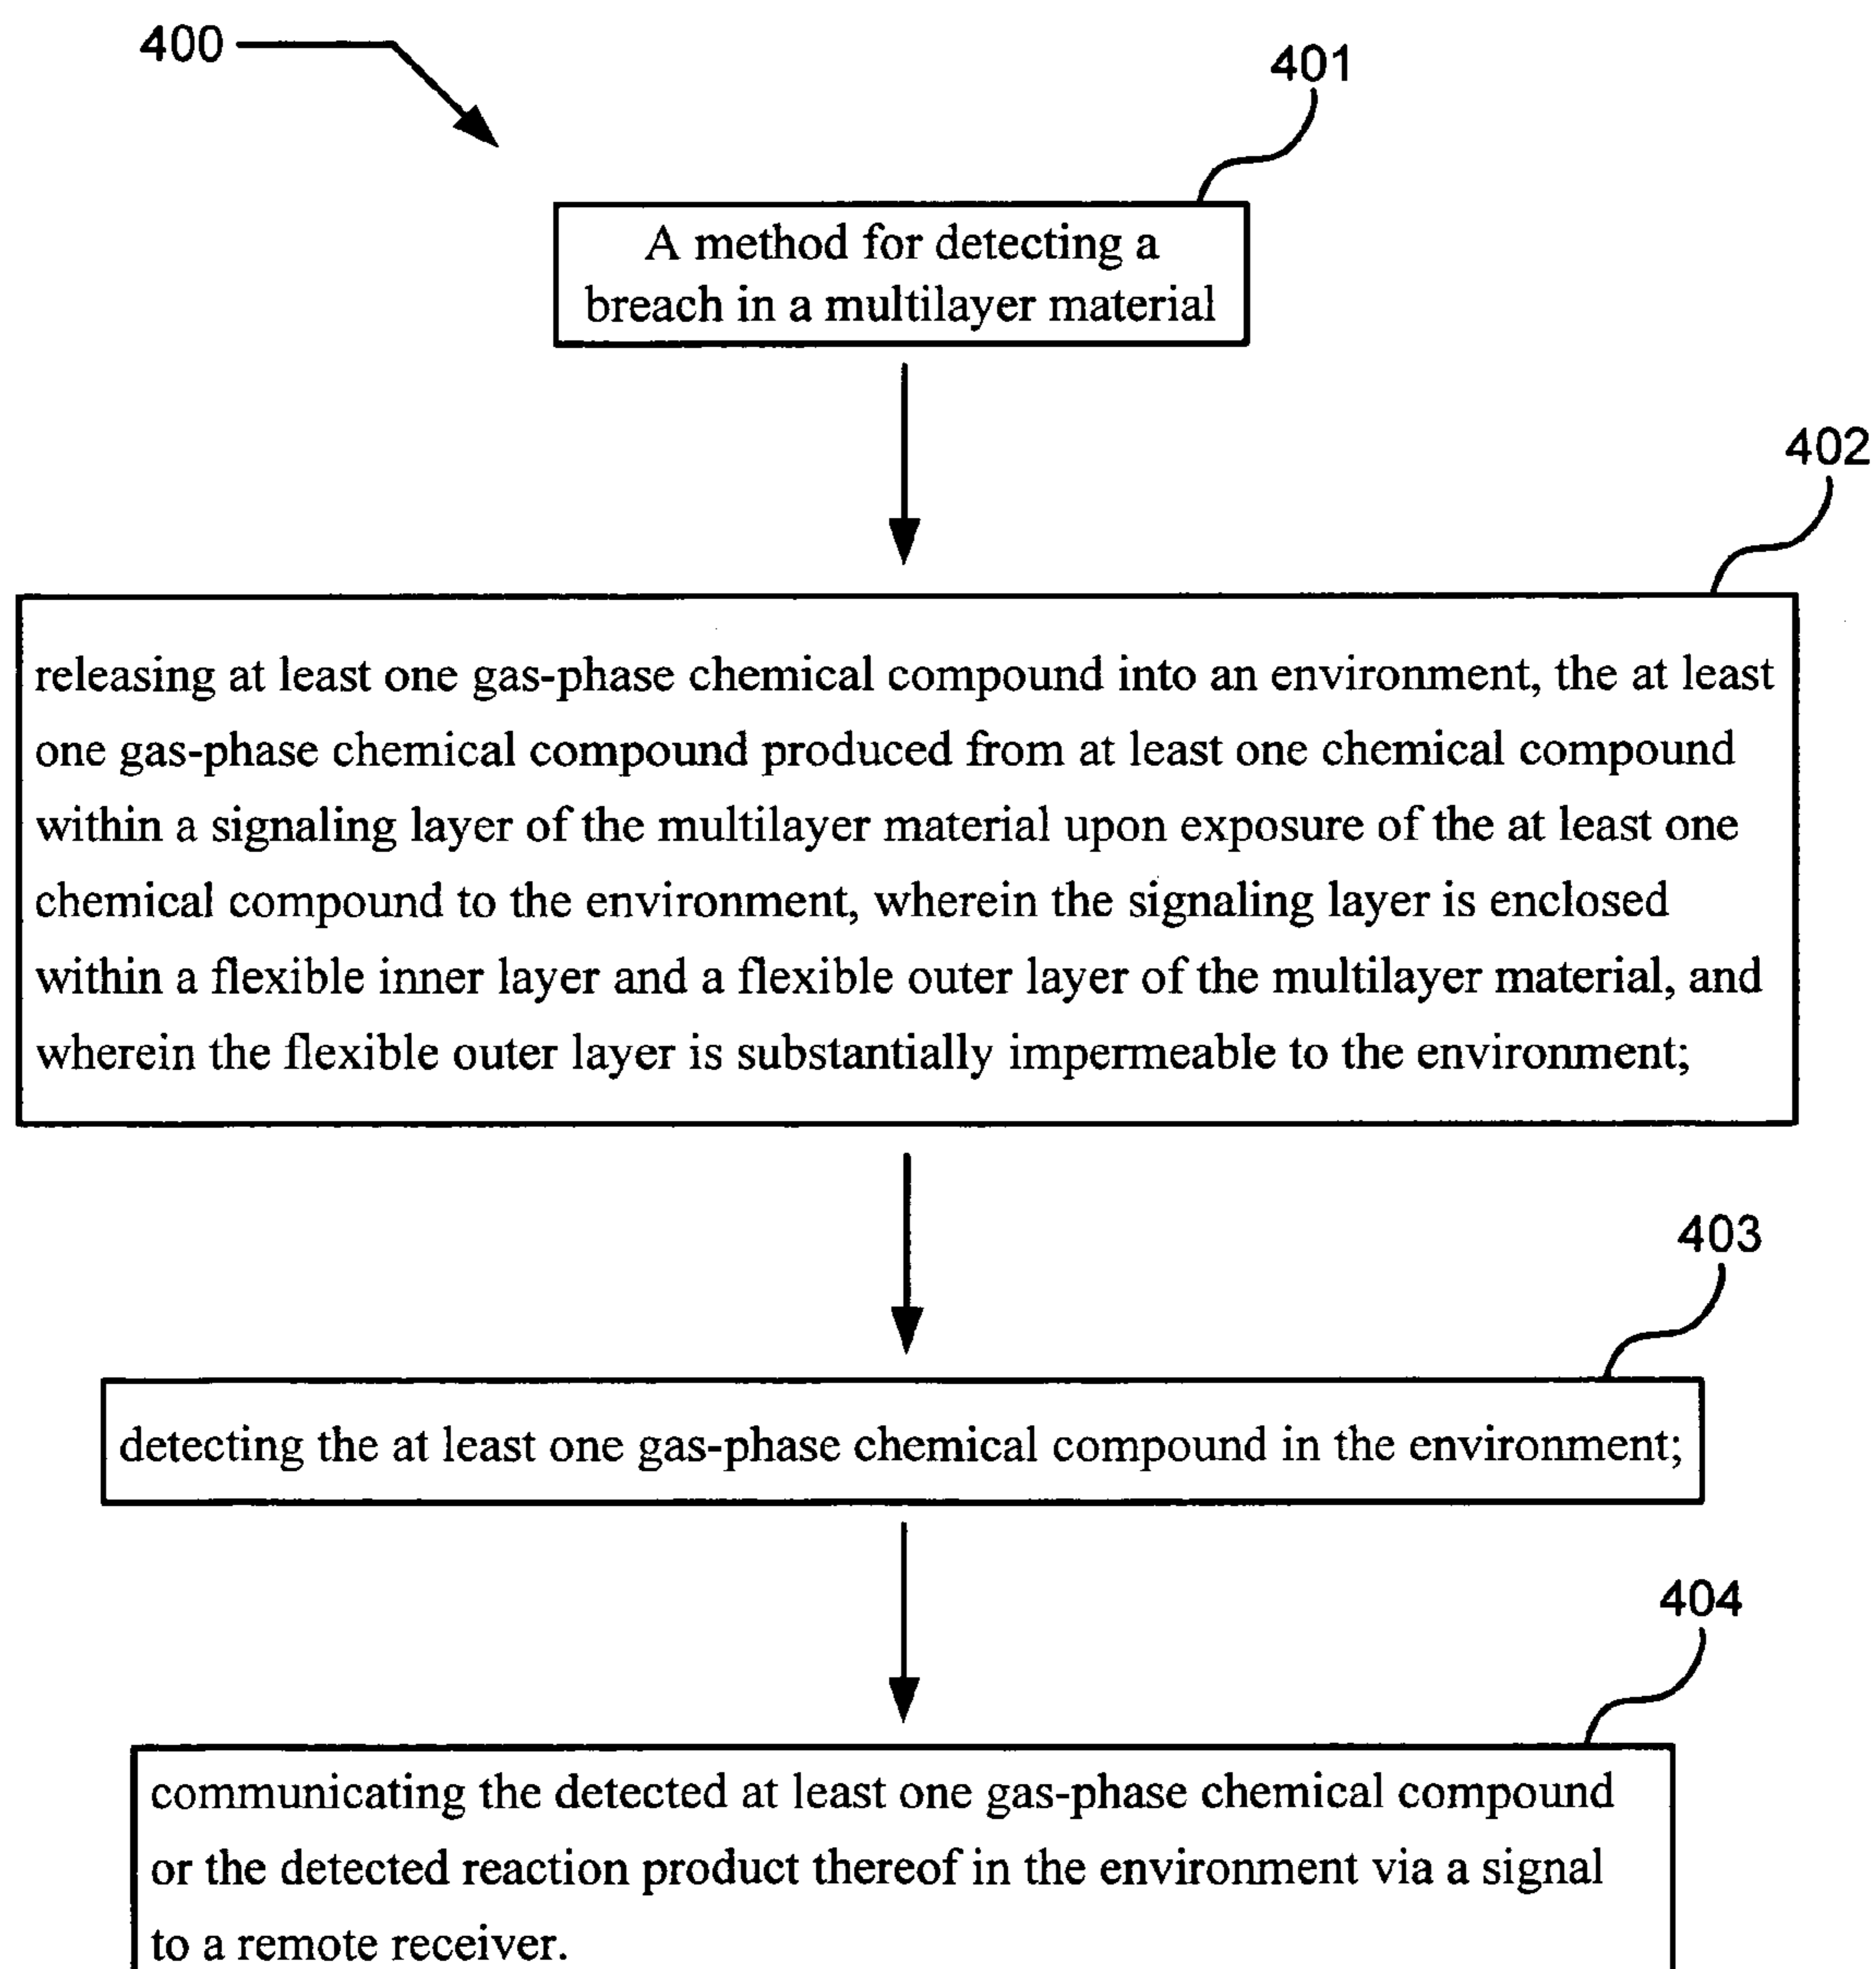 400
401
A method for detecting a
breach in a multilayer material
402
releasing at least one gas-phase chemical compound into an environment, the at least
one gas-phase chemical compound produced from at least one chemical compound
within a signaling layer of the multilayer material upon exposure of the at least one
chemical compound to the environment, wherein the signaling layer is enclosed
within a flexible inner layer and a flexible outer layer of the multilayer material, and
wherein the flexible outer layer is substantially impermeable to the environment;
403
detecting the at least one gas-phase chemical compound in the environment;
404
communicating the detected at least one gas-phase chemical compound
or the detected reaction product thereof in the environment via a signal
to a remote receiver.